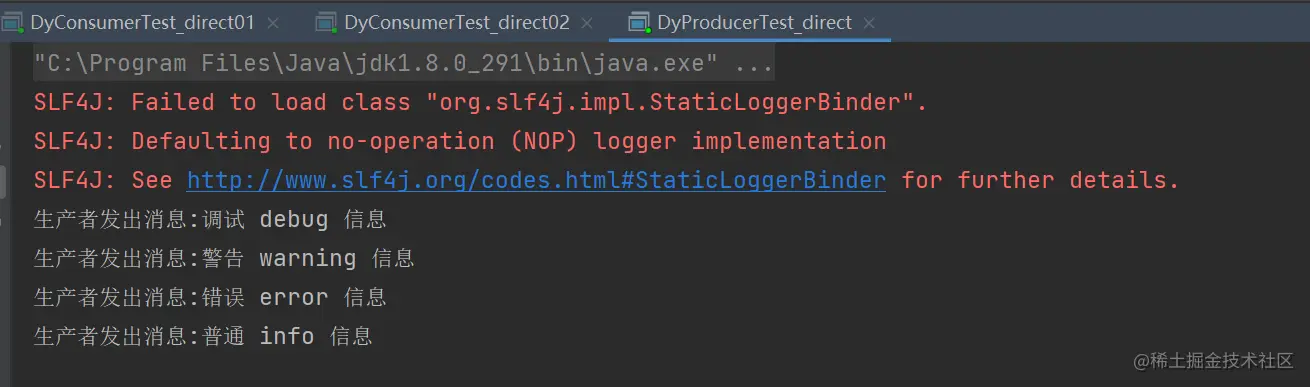 DyConsumerTest_direct01 DyConsumerTest_direct02 DyProducerTest_direct
"C:\Program Files\Java\jdk1.8.0_291\bin\java.exe" ...
SLF4J: Failed to load class "org.slf4j.impl.StaticLoggerBinder".
SLF4J: Defaulting to no-operation (NOP) logger implementation
SLF4J: See http://www.slf4j.org/codes.html#StaticLoggerBinder for further details.
生产者发出消息:调试 debug 信息
生产者发出消息:警告 warning 信息
生产者发出消息:错误 error 信息
生产者发出消息:普通 info 信息
@稀土掘金技术社区